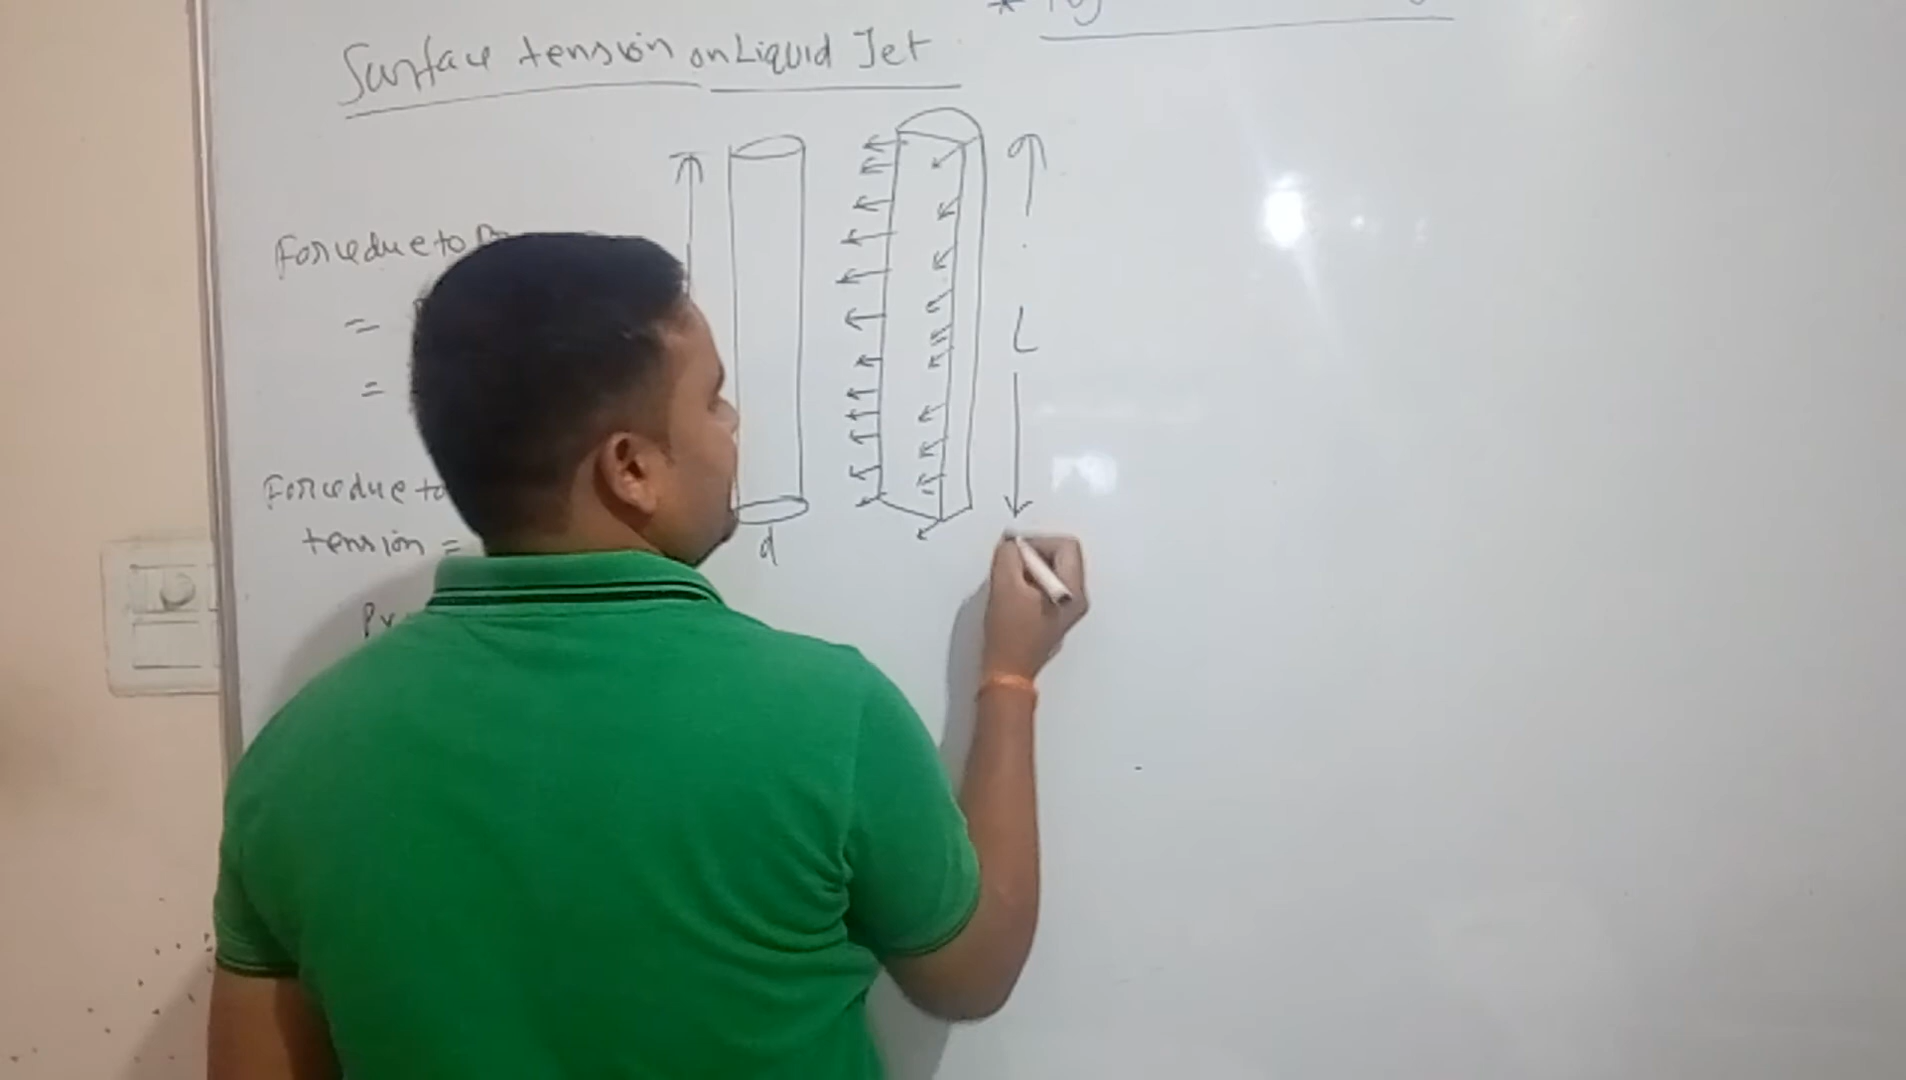 Surface tension on Liquid Jet
Force due to
=
=
L
Force due to
tension =
d